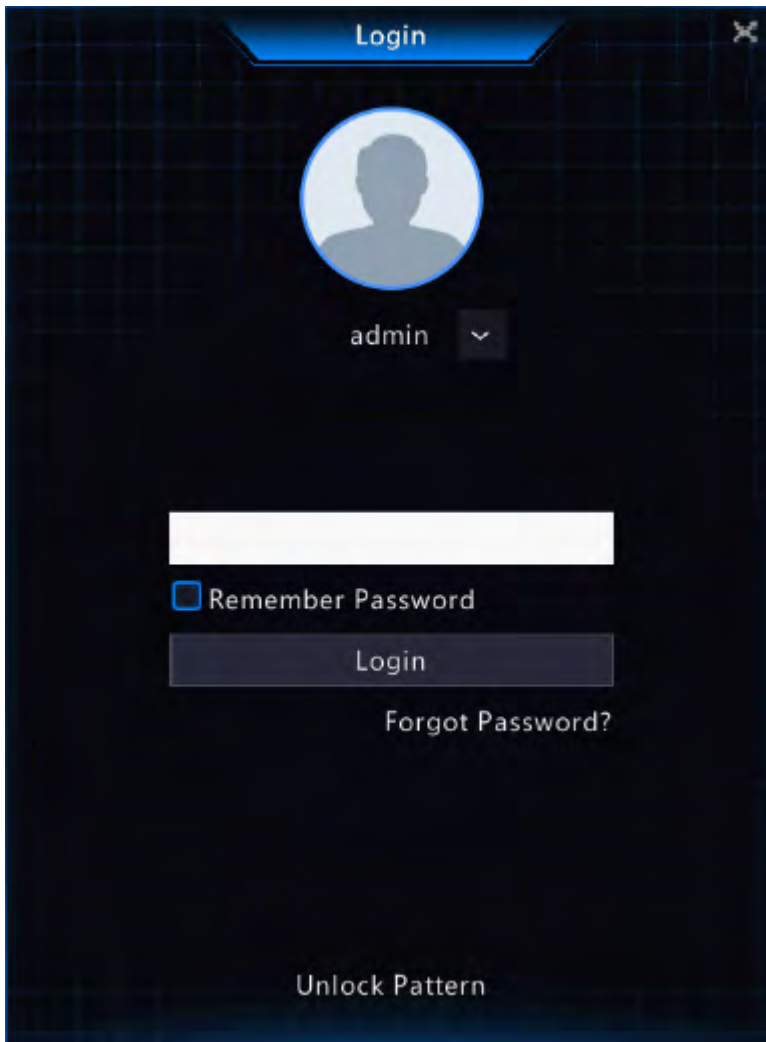 Login
admin
Remember Password
Login
Forgot Password?
Unlock Pattern